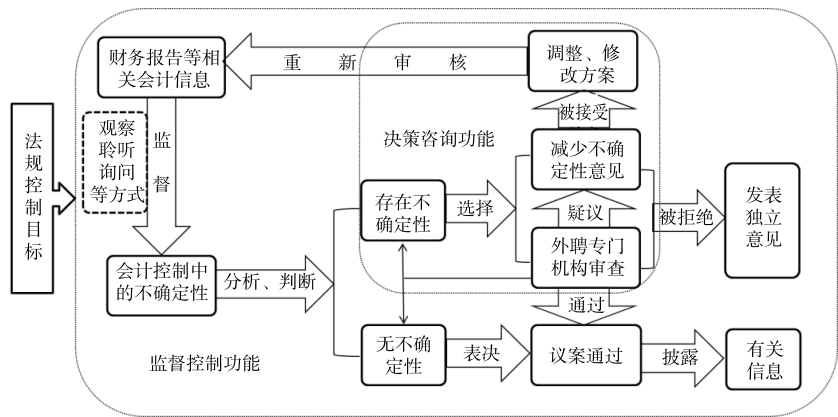 法规控制目标
财务报告等相
关会计信息
观察
聆听
询问
等方式
监督
重新审核
调整、修
改方案
被接受
决策咨询功能
减少不确
定性意见
存在不
确定性
选择
疑议
被拒绝
发表
独立
意见
外聘专门
机构审查
会计控制中
的不确定性
分析、判断
通过
监督控制功能
无不确
定性
表决
议案通过
披露
有关
信息